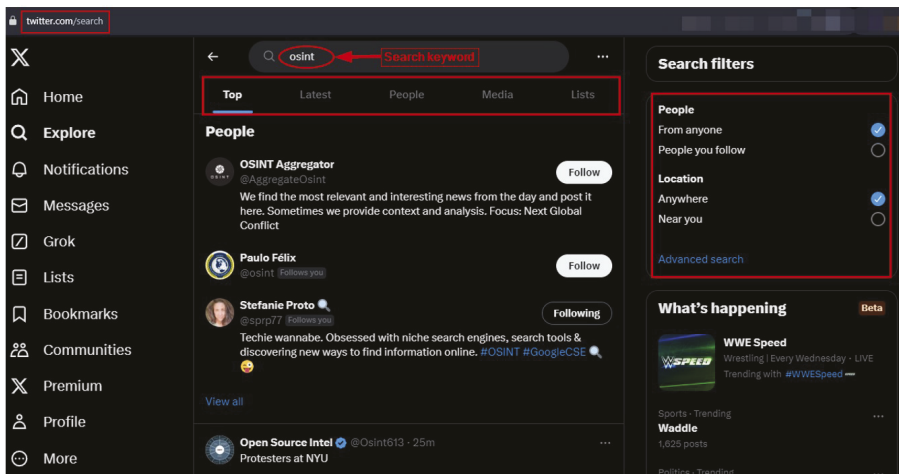 twitter.com/search
Home
Explore
Notifications
Messages
Grok
Lists
Bookmarks
Communities
Premium
Profile
More
osint
Search keyword
Top Latest People Media Lists
People
OSINT Aggregator
@AggregateOsint
Follow
We find the most relevant and interesting news from the day and post it
here. Sometimes we provide context and analysis. Focus: Next Global
Conflict
Paulo Félix
@osint Follows you
Follow
Stefanie Proto
@sprp77 Follows you
Following
Techie wannabe. Obsessed with niche search engines, search tools &
discovering new ways to find information online. #OSINT #GoogleCSE
View all
Open Source Intel @Osint613 · 25m
Protesters at NYU
Search filters
People
From anyone
People you follow
Location
Anywhere
Near you
Advanced search
What's happening
Beta
WWE Speed
Wrestling | Every Wednesday · LIVE
Trending with #WWESpeed
WSPEED
Sports · Trending
Waddle
1,625 posts
Politics · Trending